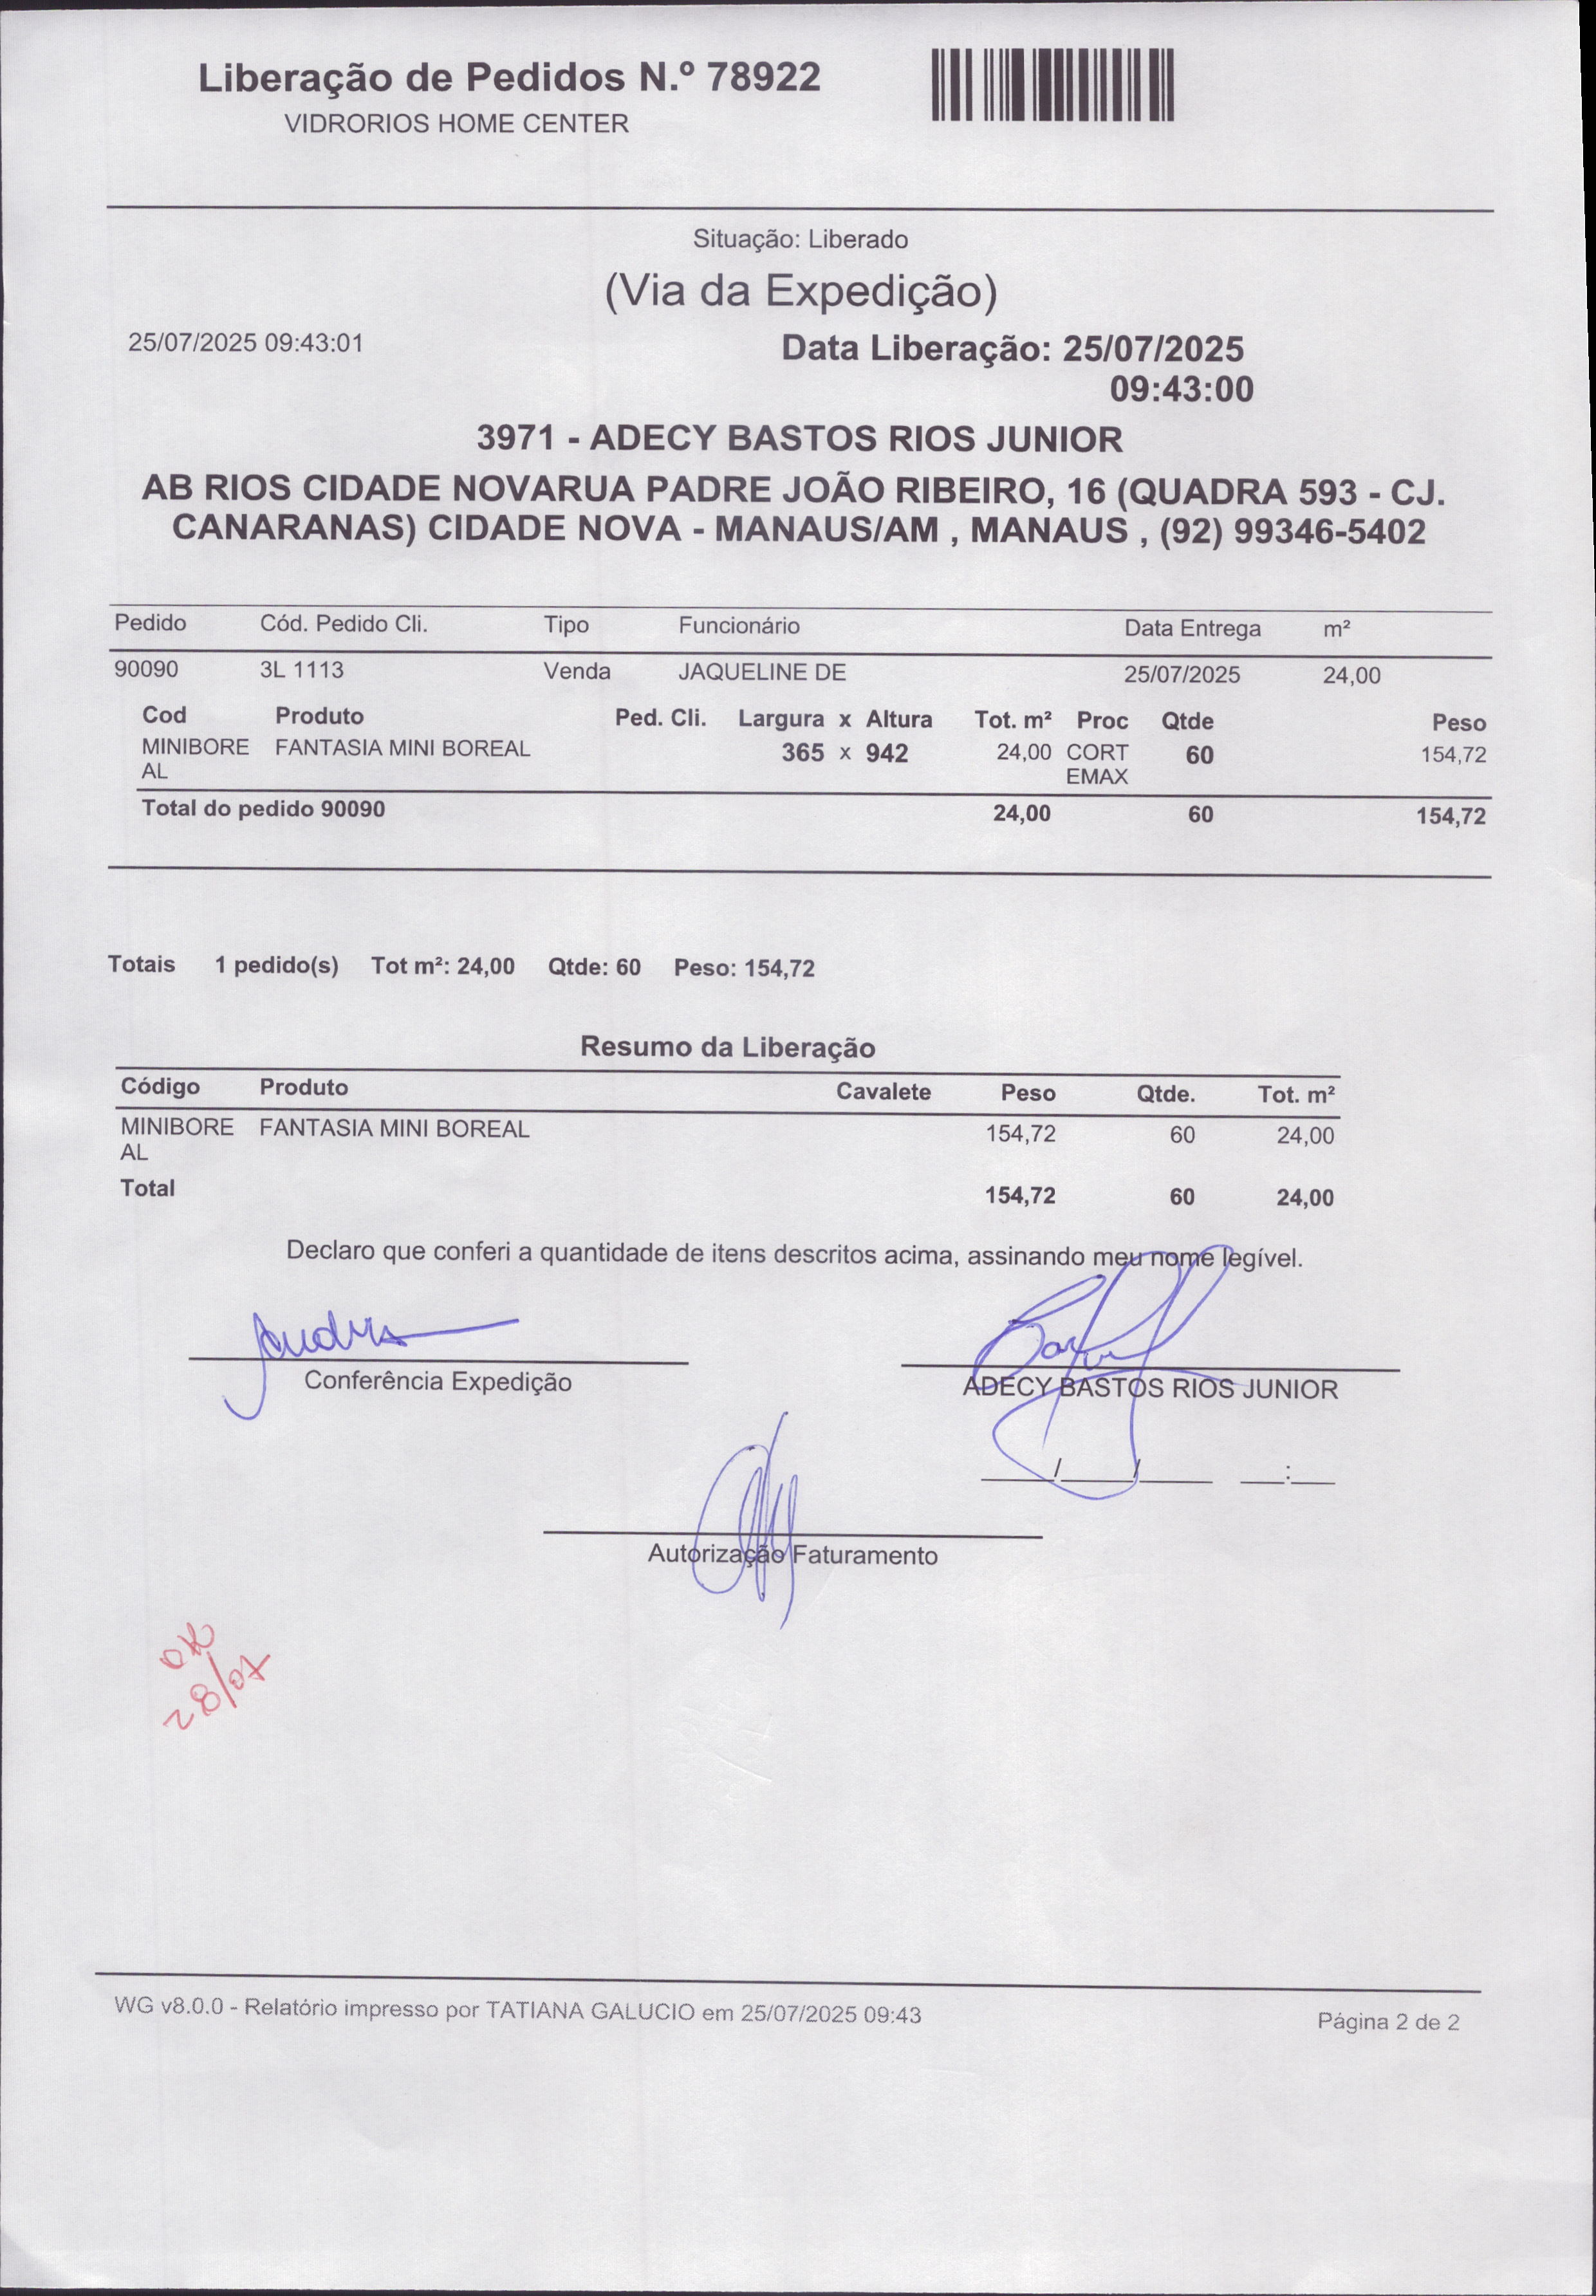 Liberação de Pedidos N.º 78922
VIDRORIOS HOME CENTER
Situação: Liberado
(Via da Expedição)
25/07/2025 09:43:01
Data Liberação: 25/07/2025
09:43:00
3971 - ADECY BASTOS RIOS JUNIOR
AB RIOS CIDADE NOVARUA PADRE JOÃO RIBEIRO, 16 (QUADRA 593 - CJ.
CANARANAS) CIDADE NOVA - MANAUS/AM , MANAUS , (92) 99346-5402
Pedido Cód. Pedido Cli. Tipo Funcionário Data Entrega m²
90090 3L 1113 Venda JAQUELINE DE 25/07/2025 24,00
Cod Produto Ped. Cli. Largura x Altura Tot. m² Proc Qtde Peso
MINIBORE FANTASIA MINI BOREAL 365 x 942 24,00 CORT 60 154,72
AL EMAX
Total do pedido 90090 24,00 60 154,72
Totais 1 pedido(s) Tot m²: 24,00 Qtde: 60 Peso: 154,72
Resumo da Liberação
Código Produto Cavalete Peso Qtde. Tot. m²
MINIBORE FANTASIA MINI BOREAL 154,72 60 24,00
AL
Total 154,72 60 24,00
Declaro que conferi a quantidade de itens descritos acima, assinando meu nome legível.
Conferência Expedição
ADECY BASTOS RIOS JUNIOR
____/____/____ ___:___
Autorização Faturamento
OK
28/07
WG v8.0.0 - Relatório impresso por TATIANA GALUCIO em 25/07/2025 09:43
Página 2 de 2